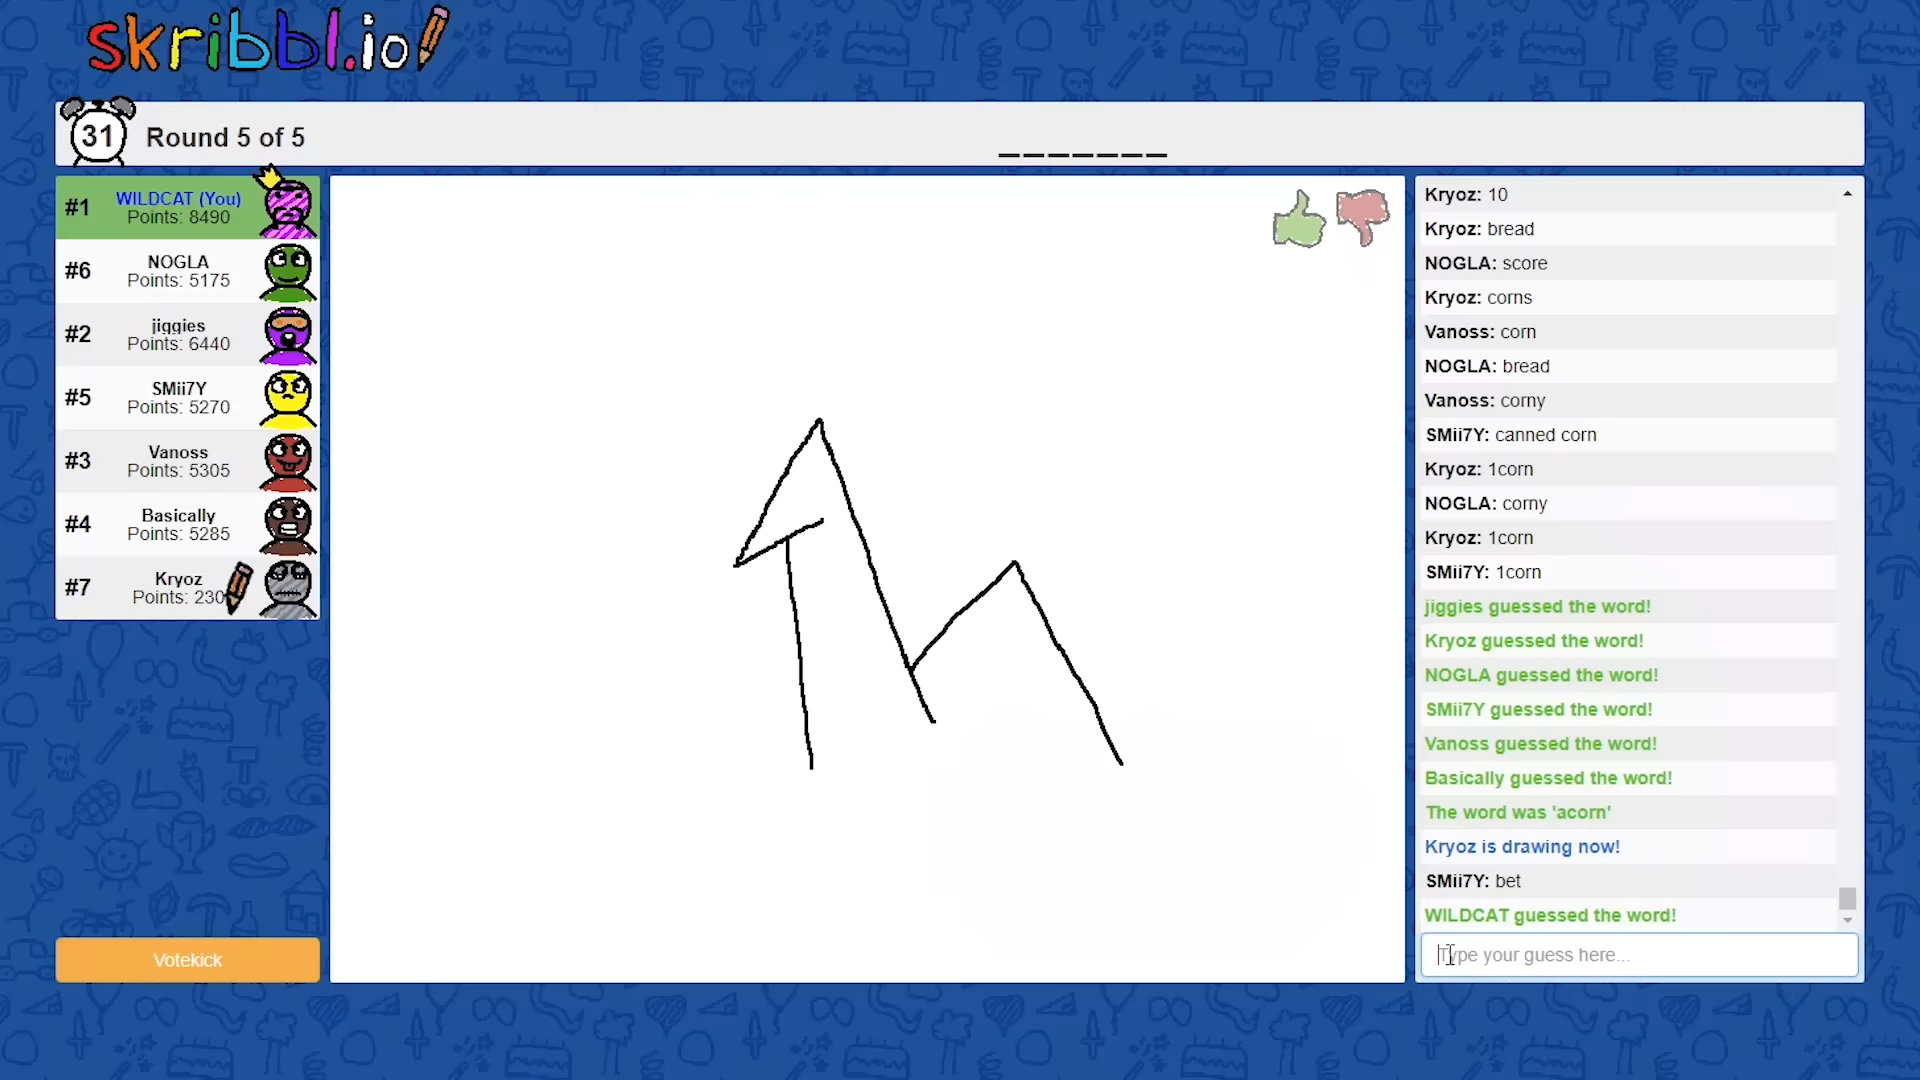 skribbl.io
31
Round 5 of 5
_ _ _ _ _ _ _
#1
WILDCAT (You)
Points: 8490
#6
NOGLA
Points: 5175
#2
jiggies
Points: 6440
#5
SMii7Y
Points: 5270
#3
Vanoss
Points: 5305
#4
Basically
Points: 5285
#7
Kryoz
Points: 230
Votekick
Kryoz: 10
Kryoz: bread
NOGLA: score
Kryoz: corns
Vanoss: corn
NOGLA: bread
Vanoss: corny
SMii7Y: canned corn
Kryoz: 1corn
NOGLA: corny
Kryoz: 1corn
SMii7Y: 1corn
jiggies guessed the word!
Kryoz guessed the word!
NOGLA guessed the word!
SMii7Y guessed the word!
Vanoss guessed the word!
Basically guessed the word!
The word was 'acorn'
Kryoz is drawing now!
SMii7Y: bet
WILDCAT guessed the word!
Type your guess here...